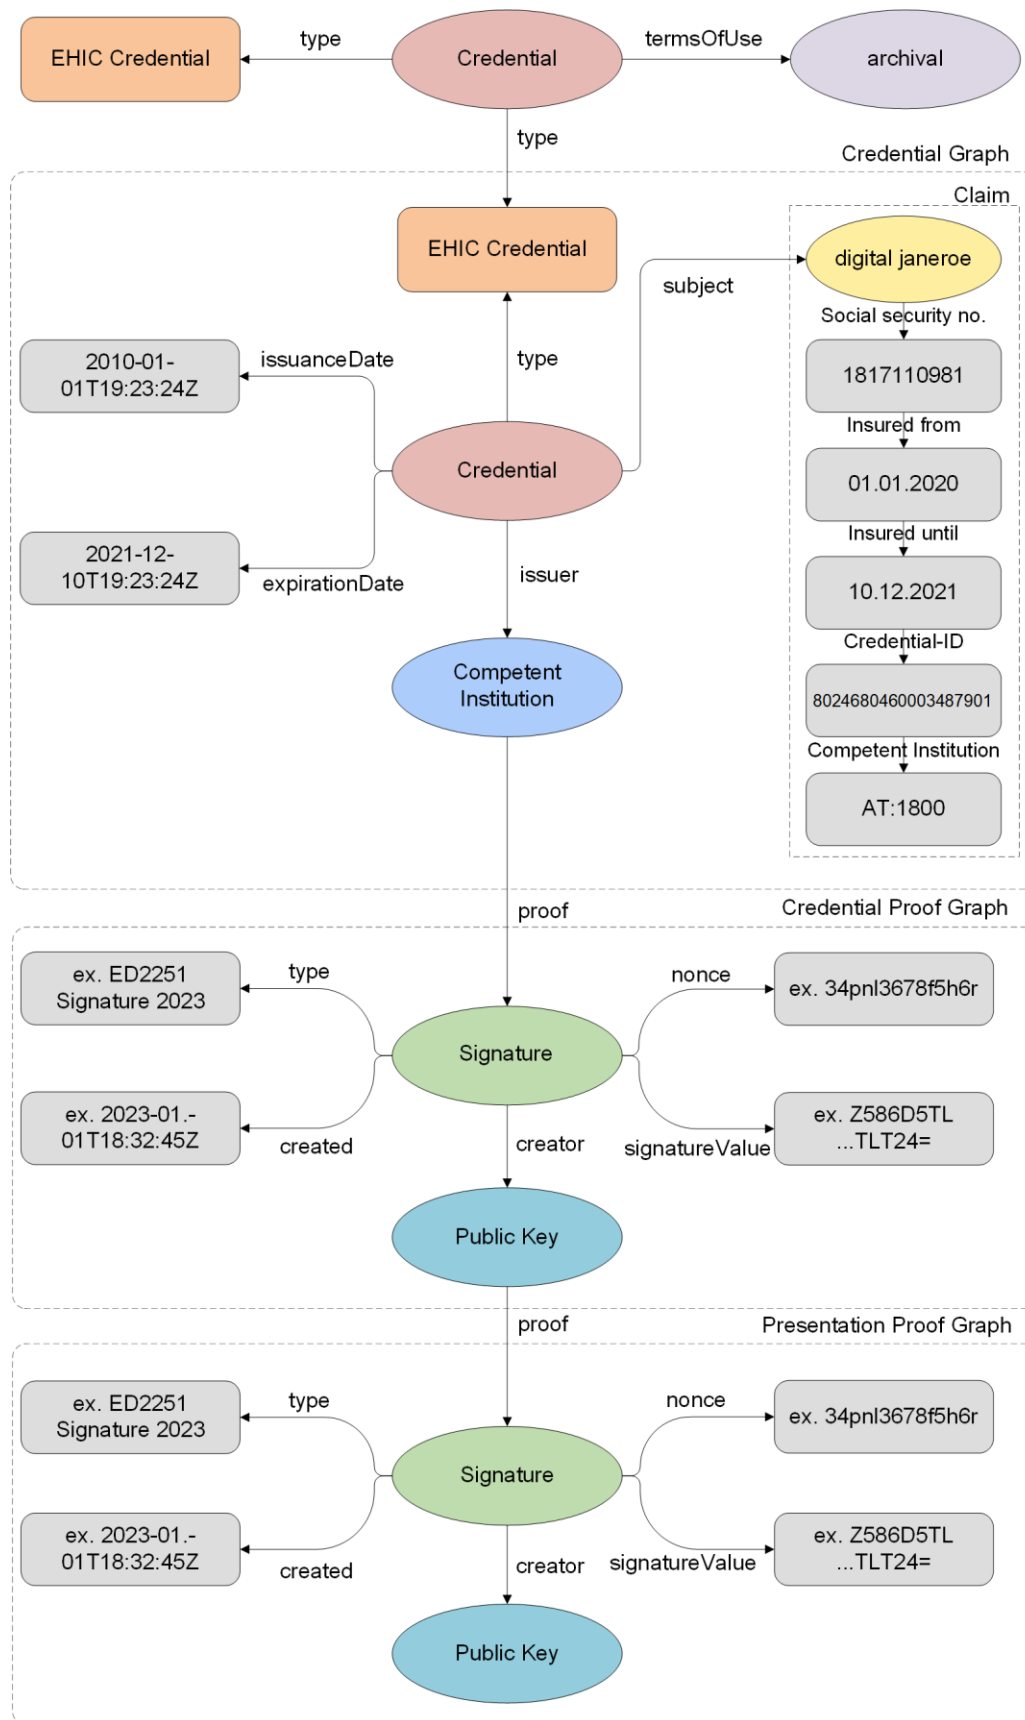 EHIC Credential
type
Credential
termsOfUse
archival
type
Credential Graph
Claim
EHIC Credential
digital janeroe
subject
Social security no.
2010-01-
01T19:23:24Z
issuanceDate
type
1817110981
Insured from
Credential
01.01.2020
Insured until
2021-12-
10T19:23:24Z
expirationDate
issuer
10.12.2021
Credential-ID
Competent
Institution
8024680460003487901
Competent Institution
AT:1800
proof
Credential Proof Graph
ex. ED2251
Signature 2023
type
nonce
ex. 34pnl3678f5h6r
Signature
ex. 2023-01.-
01T18:32:45Z
created
creator
signatureValue
ex. Z586D5TL
...TLT24=
Public Key
proof
Presentation Proof Graph
ex. ED2251
Signature 2023
type
nonce
ex. 34pnl3678f5h6r
Signature
ex. 2023-01.-
01T18:32:45Z
created
creator
signatureValue
ex. Z586D5TL
...TLT24=
Public Key